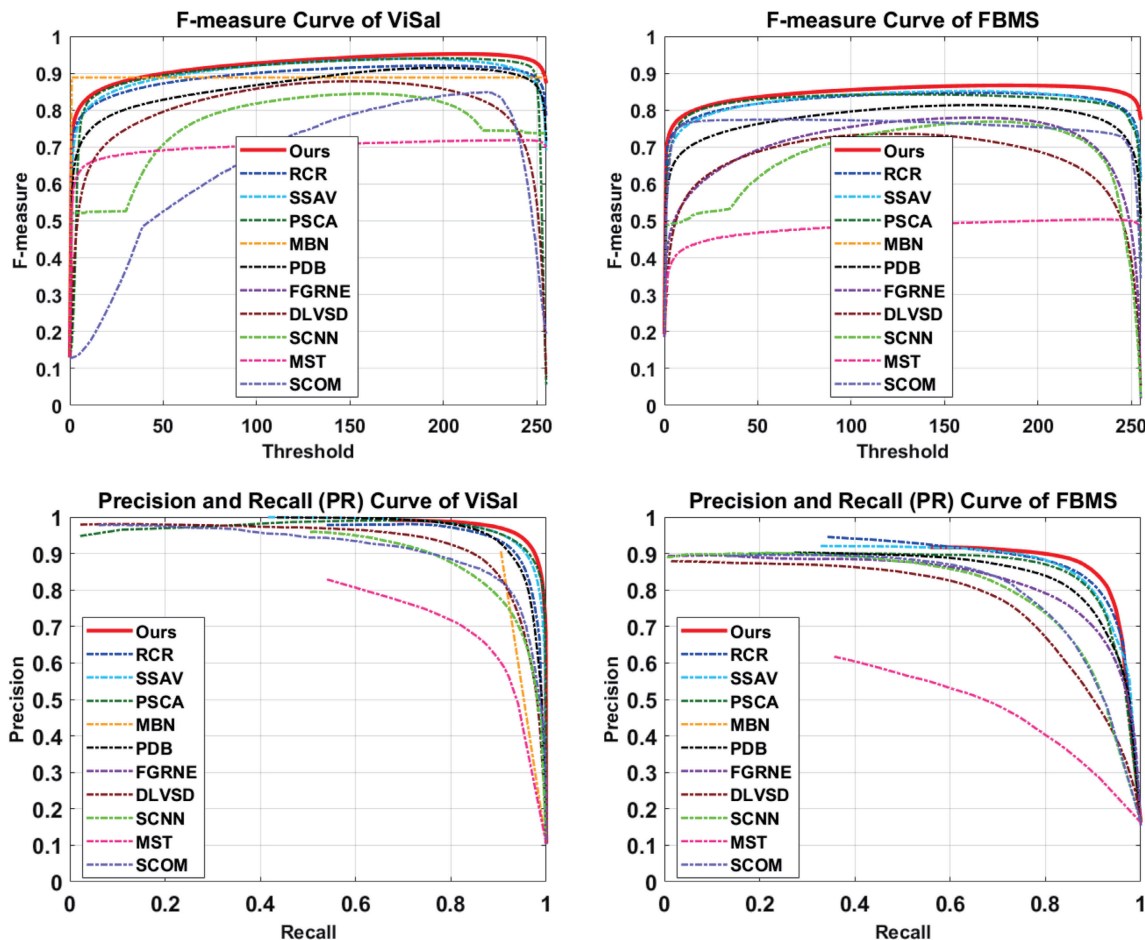 F-measure Curve of ViSal
1
0.9
0.8
0.7
0.6
0.5
0.4
0.3
0.2
0.1
0
F-measure
0 50 100 150 200 250
Threshold
Ours
RCR
SSAV
PSCA
MBN
PDB
FGRNE
DLVSD
SCNN
MST
SCOM
F-measure Curve of FBMS
1
0.9
0.8
0.7
0.6
0.5
0.4
0.3
0.2
0.1
0
F-measure
0 50 100 150 200 250
Threshold
Ours
RCR
SSAV
PSCA
MBN
PDB
FGRNE
DLVSD
SCNN
MST
SCOM
Precision and Recall (PR) Curve of ViSal
1
0.9
0.8
0.7
0.6
0.5
0.4
0.3
0.2
0.1
0
Precision
0 0.2 0.4 0.6 0.8 1
Recall
Ours
RCR
SSAV
PSCA
MBN
PDB
FGRNE
DLVSD
SCNN
MST
SCOM
Precision and Recall (PR) Curve of FBMS
1
0.9
0.8
0.7
0.6
0.5
0.4
0.3
0.2
0.1
0
Precision
0 0.2 0.4 0.6 0.8 1
Recall
Ours
RCR
SSAV
PSCA
MBN
PDB
FGRNE
DLVSD
SCNN
MST
SCOM